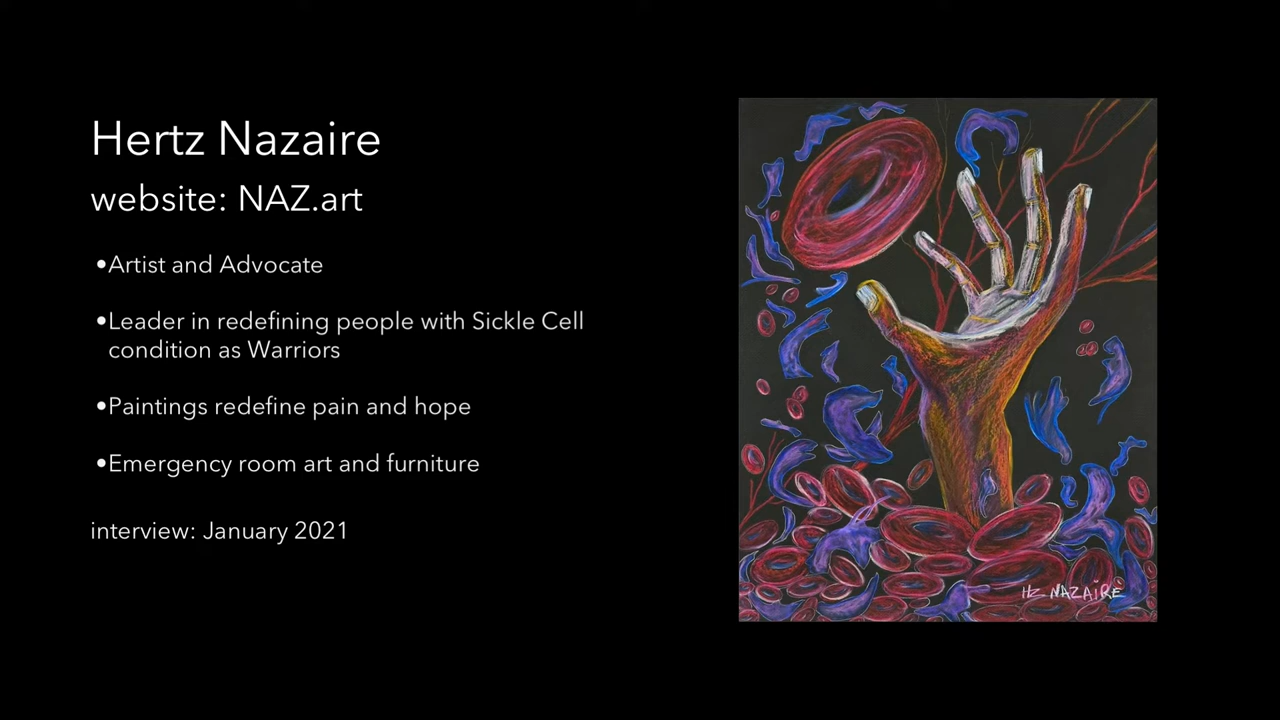 Hertz Nazaire
website: NAZ.art
•Artist and Advocate
•Leader in redefining people with Sickle Cell
condition as Warriors
•Paintings redefine pain and hope
•Emergency room art and furniture
interview: January 2021
Hz NAZAiRE